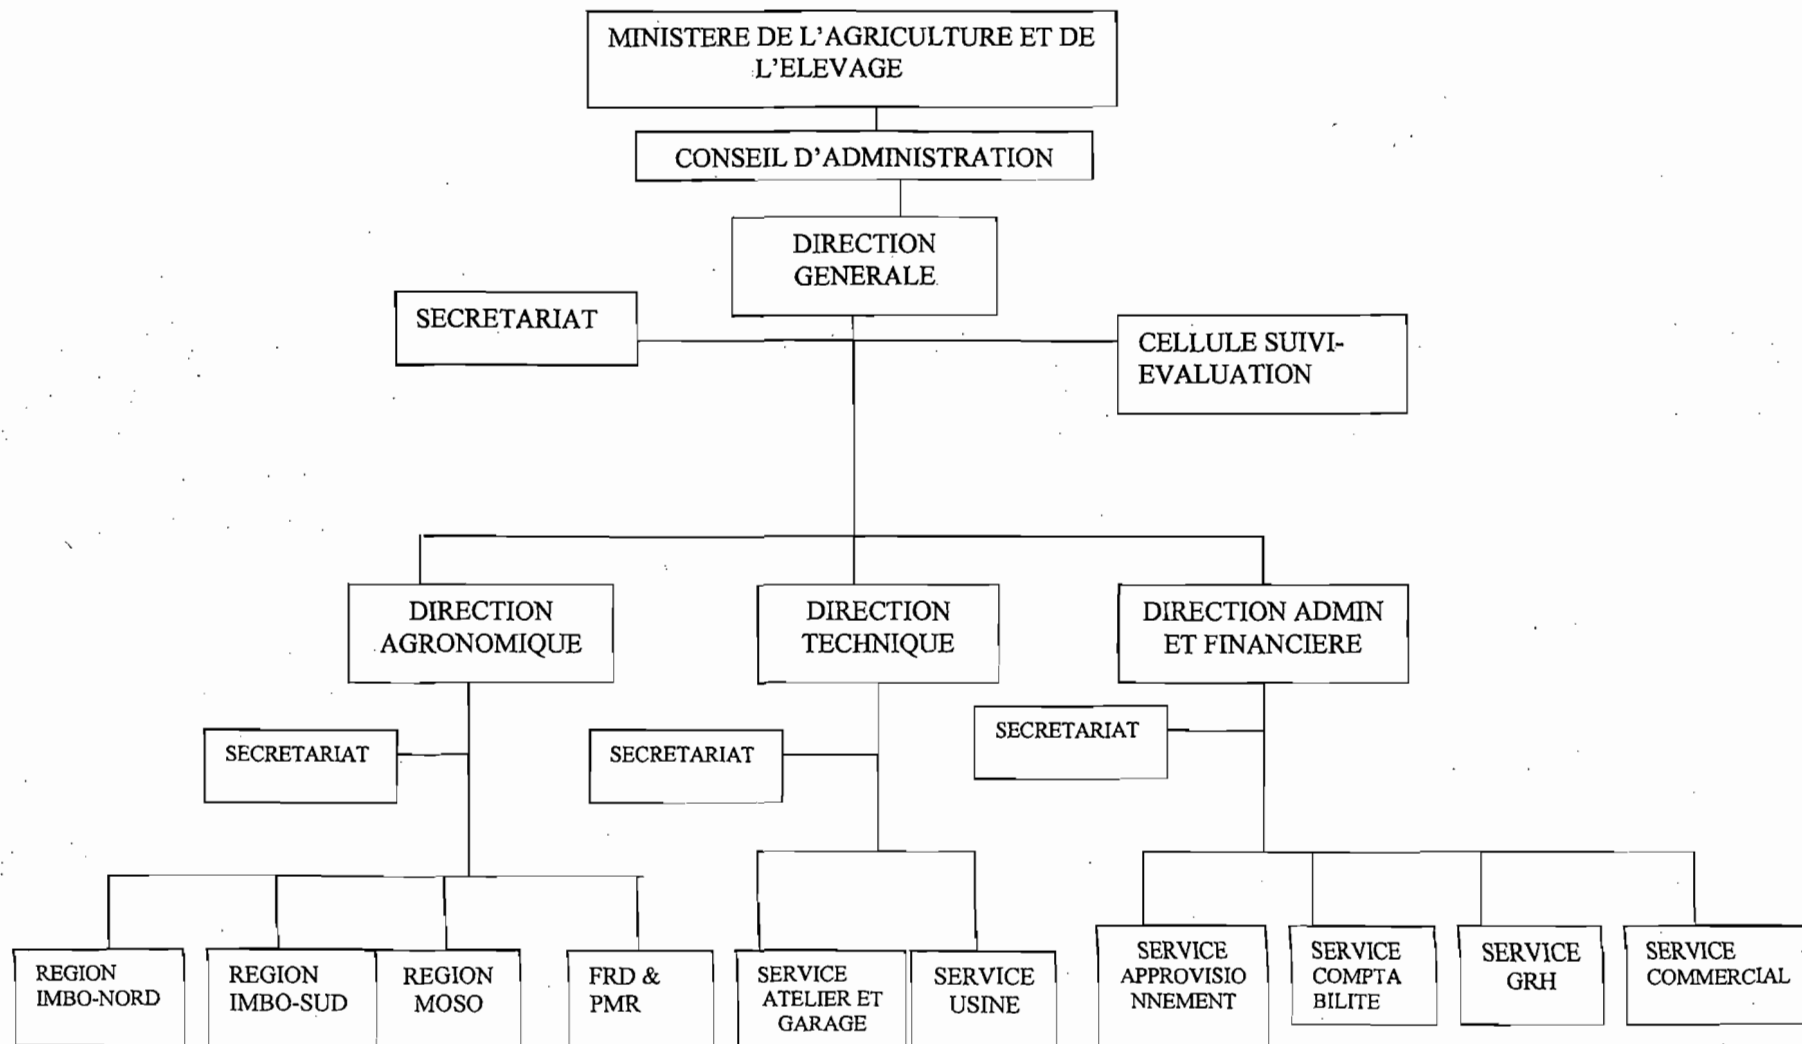 MINISTERE DE L'AGRICULTURE ET DE
L'ELEVAGE
CONSEIL D'ADMINISTRATION
DIRECTION
GENERALE
SECRETARIAT
CELLULE SUIVI-
EVALUATION
DIRECTION
AGRONOMIQUE
DIRECTION
TECHNIQUE
DIRECTION ADMIN
ET FINANCIERE
SECRETARIAT
SECRETARIAT
SECRETARIAT
REGION
IMBO-NORD
REGION
IMBO-SUD
REGION
MOSO
FRD &
PMR
SERVICE
ATELIER ET
GARAGE
SERVICE
USINE
SERVICE
APPROVISIO
NNEMENT
SERVICE
COMPTA
BILITE
SERVICE
GRH
SERVICE
COMMERCIAL